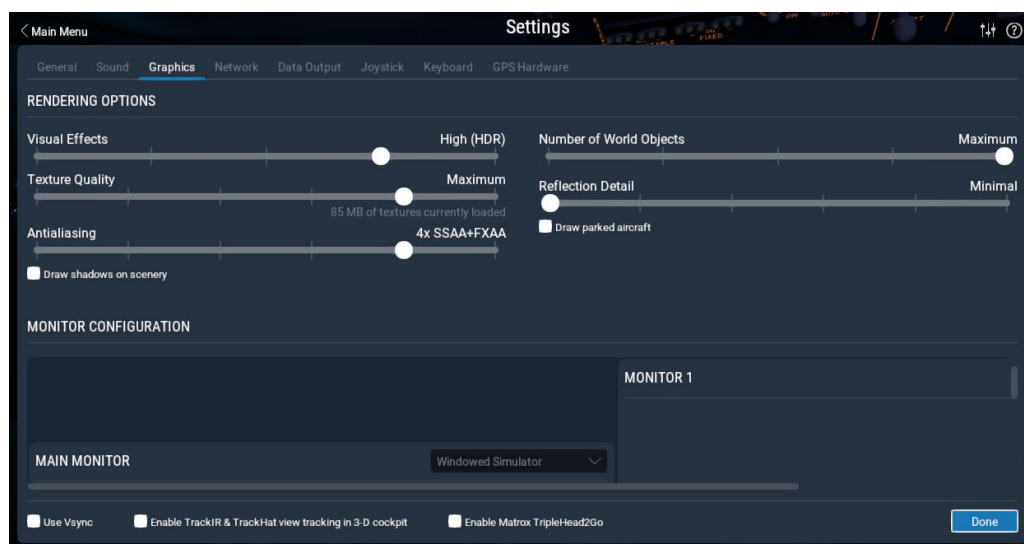 Main Menu
Settings
General Sound Graphics Network Data Output Joystick Keyboard GPS Hardware
RENDERING OPTIONS
Visual Effects High (HDR)
Texture Quality Maximum
85 MB of textures currently loaded
Antialiasing 4x SSAA+FXAA
Draw shadows on scenery
Number of World Objects Maximum
Reflection Detail Minimal
Draw parked aircraft
MONITOR CONFIGURATION
MAIN MONITOR Windowed Simulator
MONITOR 1
Use Vsync Enable TrackIR & TrackHat view tracking in 3-D cockpit Enable Matrox TripleHead2Go
Done